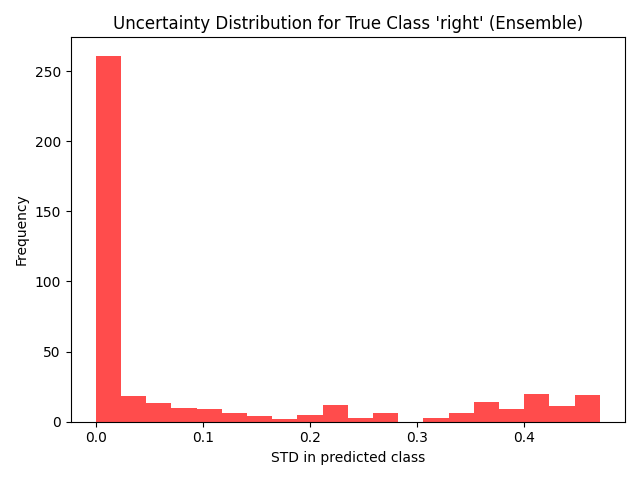 Uncertainty Distribution for True Class 'right' (Ensemble)
250
200
150
100
50
0
Frequency
0.0 0.1 0.2 0.3 0.4
STD in predicted class